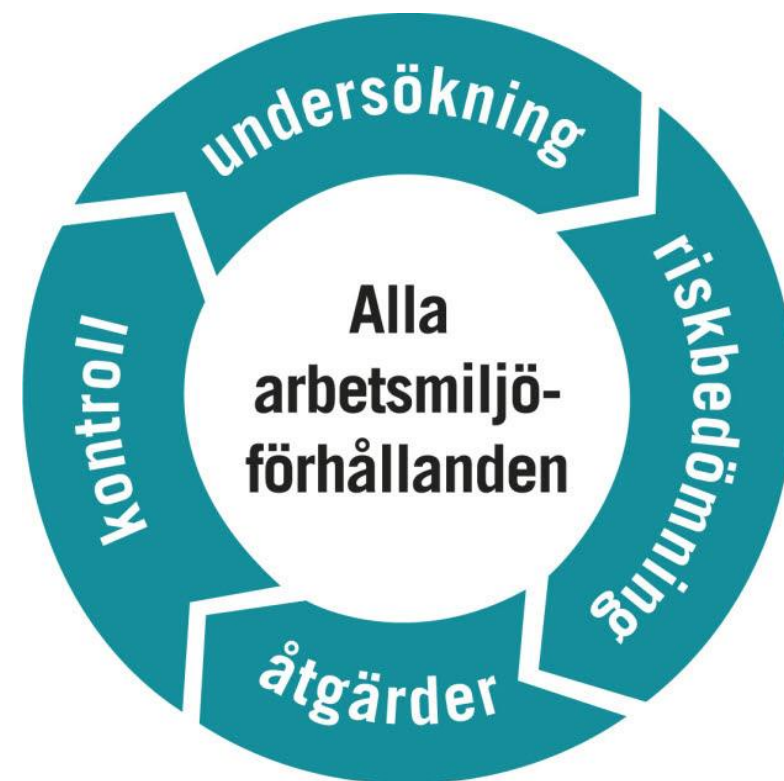 undersökning
riskbedömning
åtgärder
kontroll
Alla
arbetsmiljö-
förhållanden